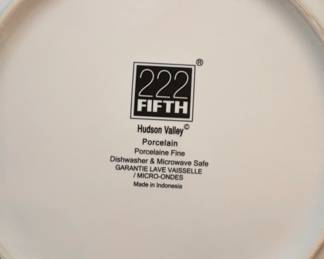 ®
222
FIFTH
Hudson Valley©
Porcelain
Porcelaine Fine
Dishwasher & Microwave Safe
GARANTIE LAVE VAISSELLE
/ MICRO-ONDES
Made in Indonesia